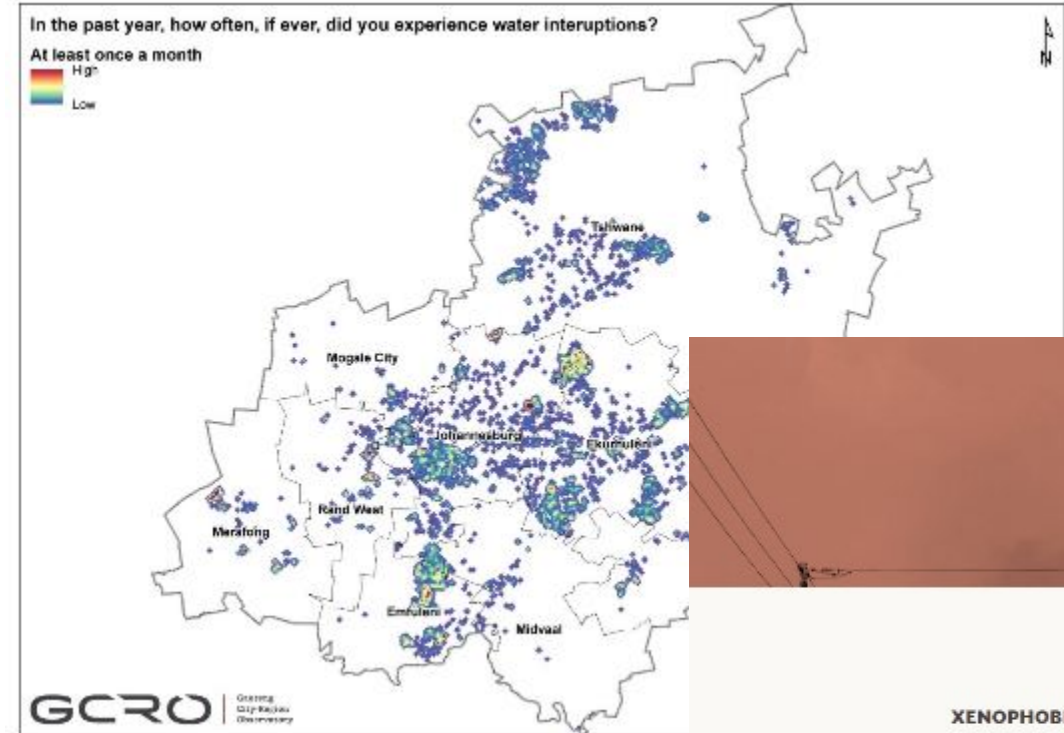 In the past year, how often, if ever, did you experience water interuptions?
At least once a month
High
Low
N
Tshwane
Mogale City
Johannesburg
Ekurhuleni
Rand West
Merafong
Emfuleni
Midvaal
GCRO
Gauteng
City-Region
Observatory
XENOPHOB